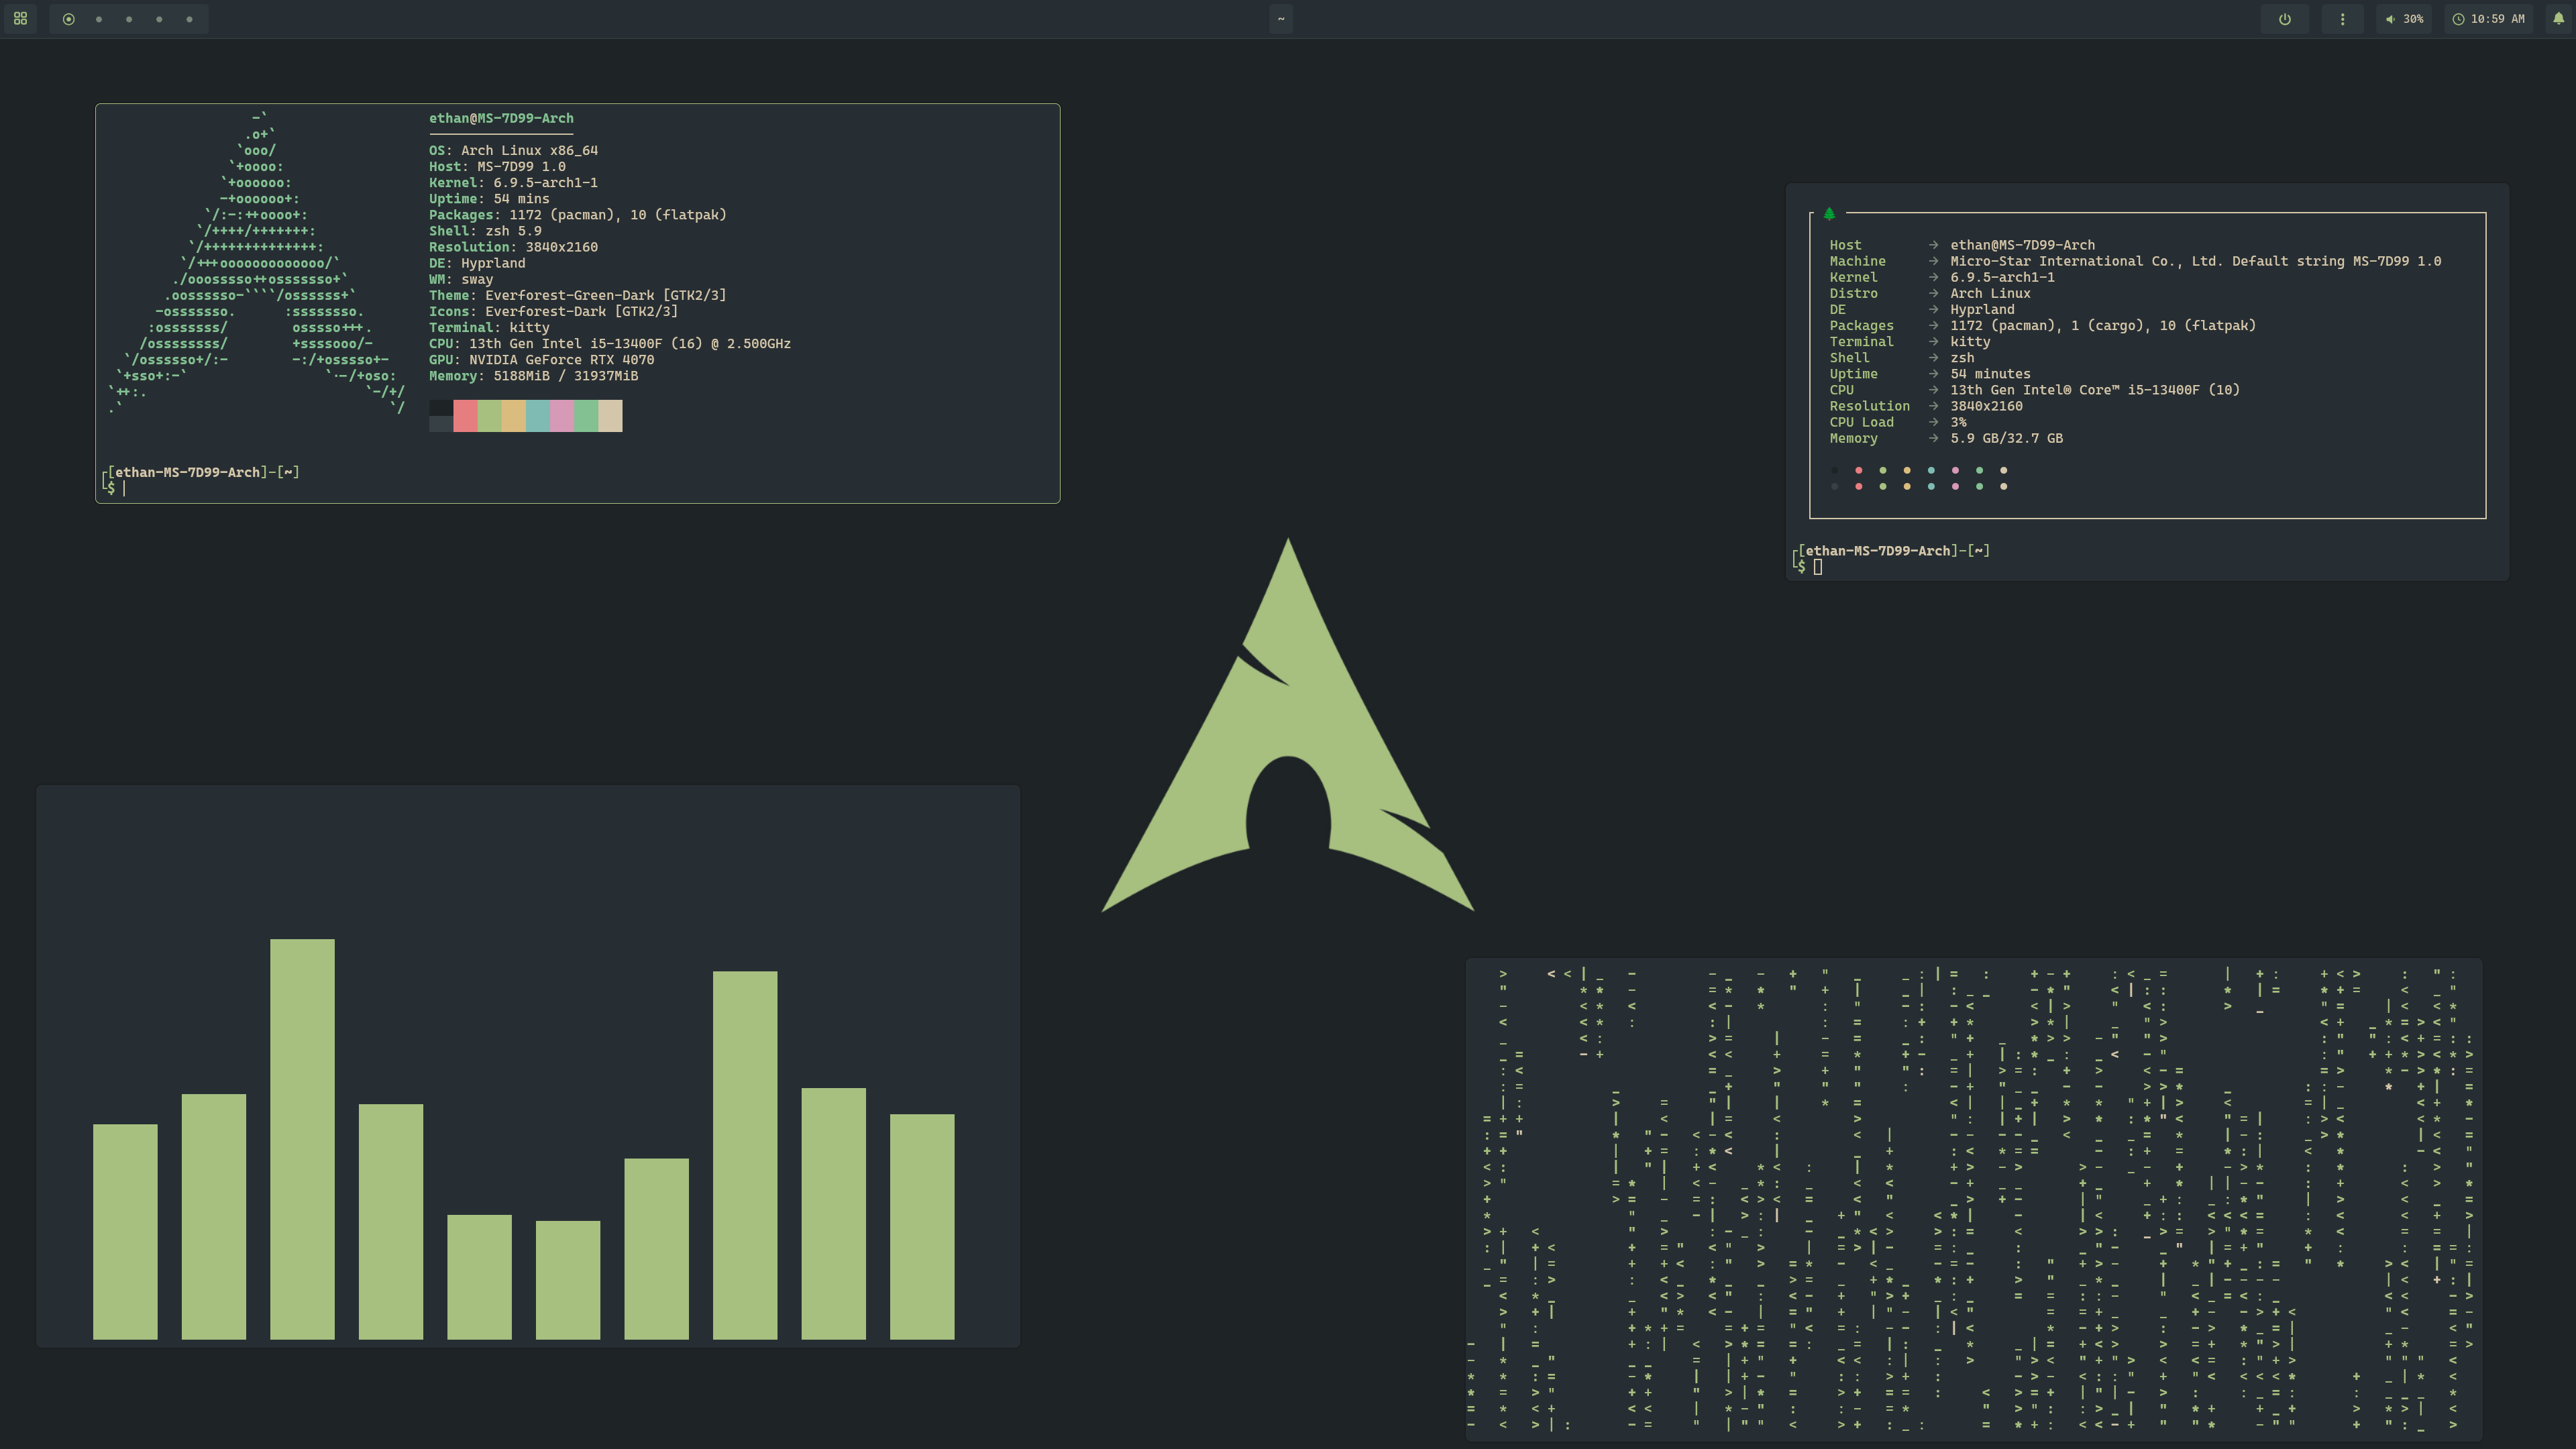 ~
30%
10:59 AM
ethan@MS-7D99-Arch
OS: Arch Linux x86_64
Host: MS-7D99 1.0
Kernel: 6.9.5-arch1-1
Uptime: 54 mins
Packages: 1172 (pacman), 10 (flatpak)
Shell: zsh 5.9
Resolution: 3840x2160
DE: Hyprland
WM: sway
Theme: Everforest-Green-Dark [GTK2/3]
Icons: Everforest-Dark [GTK2/3]
Terminal: kitty
CPU: 13th Gen Intel i5-13400F (16) @ 2.500GHz
GPU: NVIDIA GeForce RTX 4070
Memory: 5188MiB / 31937MiB
[ethan-MS-7D99-Arch]-[~]
$
Host → ethan@MS-7D99-Arch
Machine → Micro-Star International Co., Ltd. Default string MS-7D99 1.0
Kernel → 6.9.5-arch1-1
Distro → Arch Linux
DE → Hyprland
Packages → 1172 (pacman), 1 (cargo), 10 (flatpak)
Terminal → kitty
Shell → zsh
Uptime → 54 minutes
CPU → 13th Gen Intel® Core™ i5-13400F (10)
Resolution → 3840x2160
CPU Load → 3%
Memory → 5.9 GB/32.7 GB
[ethan-MS-7D99-Arch]-[~]
$